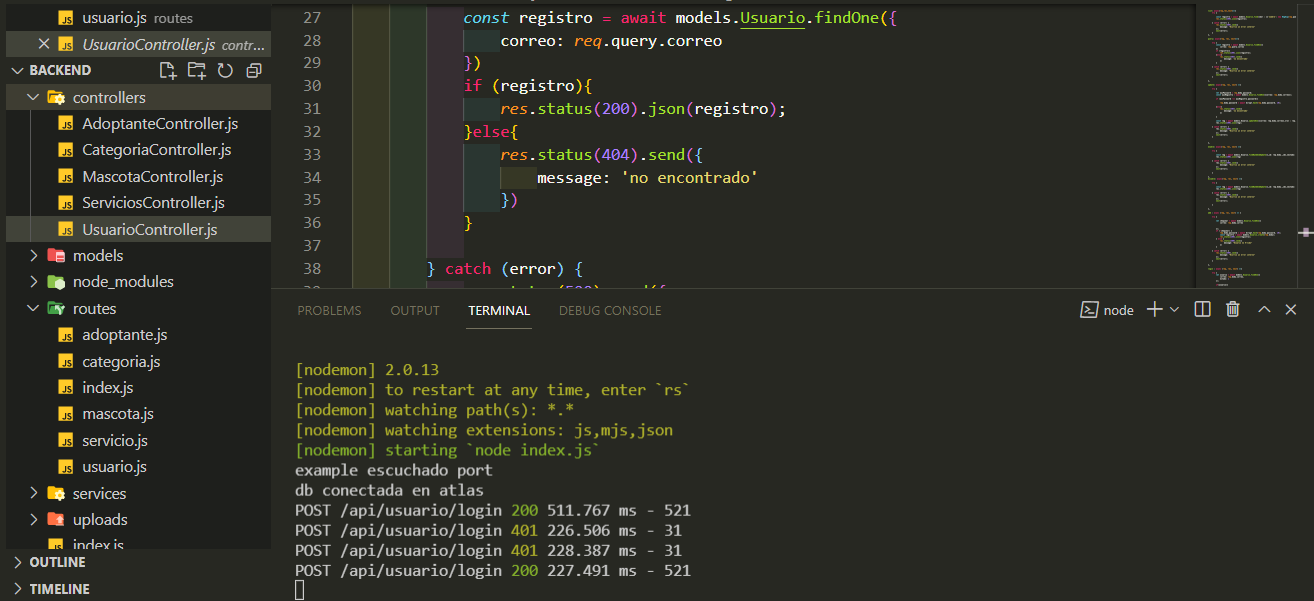 usuario.js routes
UsuarioController.js contr...
BACKEND
controllers
AdoptanteController.js
CategoriaController.js
MascotaController.js
ServiciosController.js
UsuarioController.js
models
node_modules
routes
adoptante.js
categoria.js
index.js
mascota.js
servicio.js
usuario.js
services
uploads
index.js
OUTLINE
TIMELINE
27 const registro = await models.Usuario.findOne({
28 correo: req.query.correo
29 })
30 if (registro){
31 res.status(200).json(registro);
32 }else{
33 res.status(404).send({
34 message: 'no encontrado'
35 })
36 }
37
38 } catch (error) {
PROBLEMS OUTPUT TERMINAL DEBUG CONSOLE
node
[nodemon] 2.0.13
[nodemon] to restart at any time, enter `rs`
[nodemon] watching path(s): *.*
[nodemon] watching extensions: js,mjs,json
[nodemon] starting `node index.js`
example escuchado port
db conectada en atlas
POST /api/usuario/login 200 511.767 ms - 521
POST /api/usuario/login 401 226.506 ms - 31
POST /api/usuario/login 401 228.387 ms - 31
POST /api/usuario/login 200 227.491 ms - 521